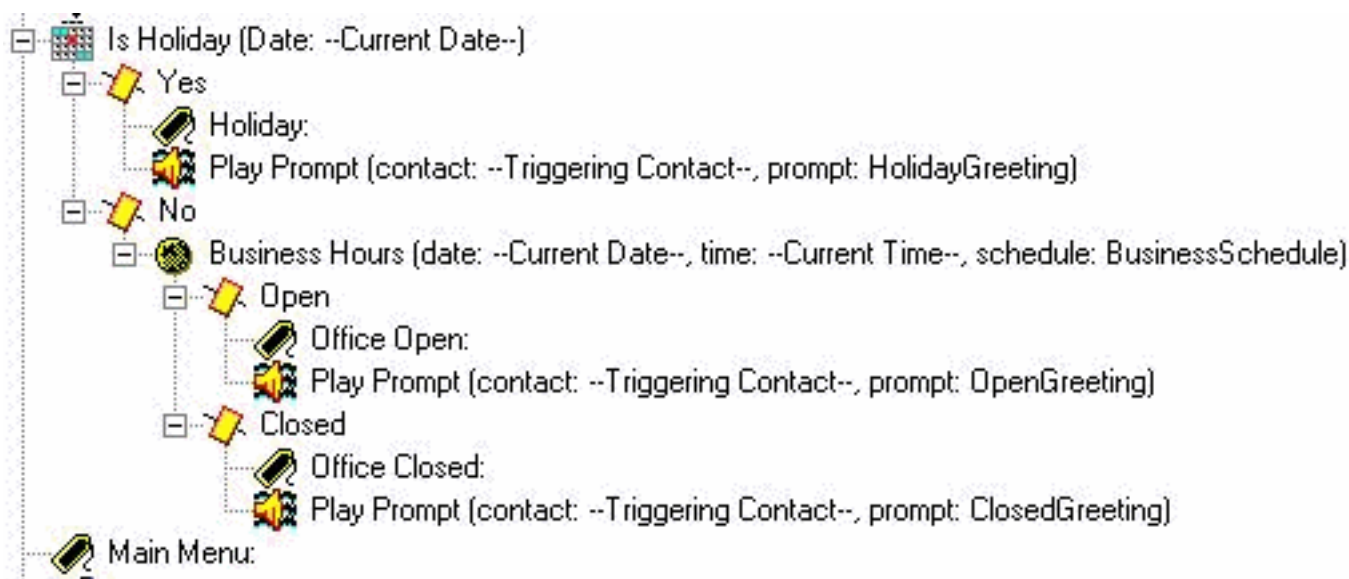 Is Holiday (Date: --Current Date--)
Yes
Holiday:
Play Prompt (contact: --Triggering Contact--, prompt: HolidayGreeting)
No
Business Hours (date: --Current Date--, time: --Current Time--, schedule: BusinessSchedule)
Open
Office Open:
Play Prompt (contact: --Triggering Contact--, prompt: OpenGreeting)
Closed
Office Closed:
Play Prompt (contact: --Triggering Contact--, prompt: ClosedGreeting)
Main Menu: